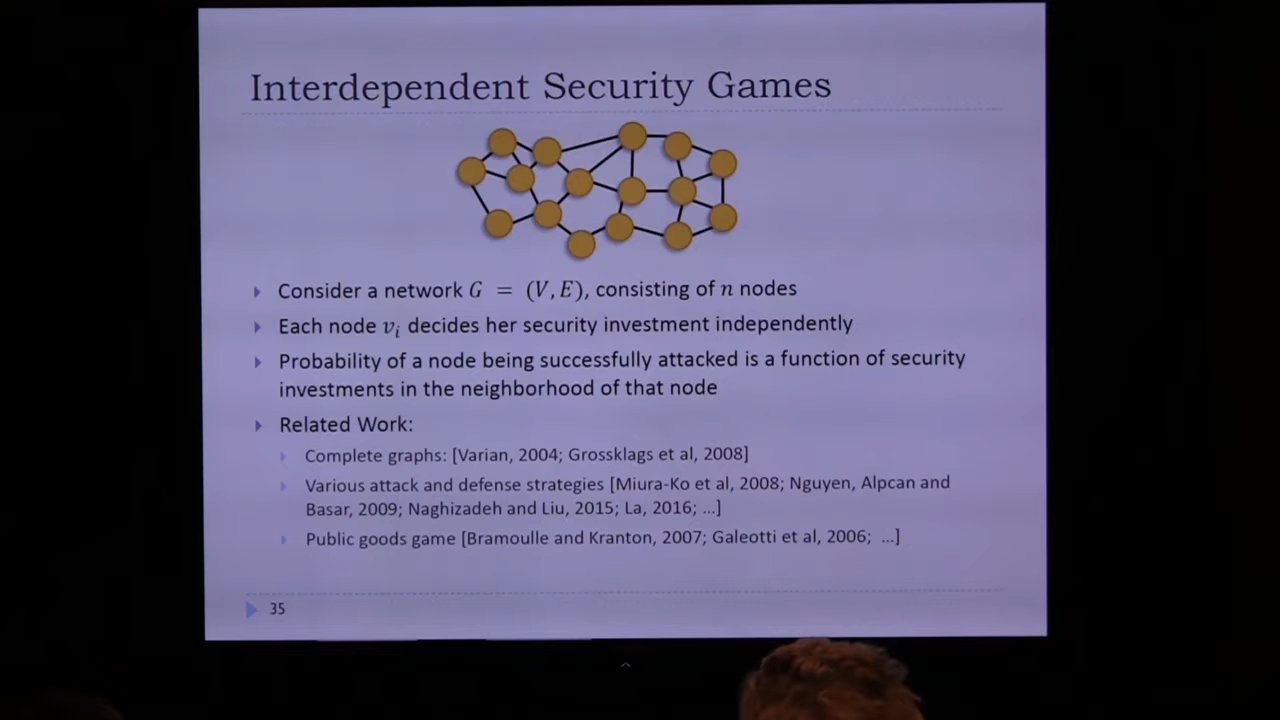 Interdependent Security Games
Consider a network G = (V, E), consisting of n nodes
Each node vᵢ decides her security investment independently
Probability of a node being successfully attacked is a function of security
investments in the neighborhood of that node
Related Work:
Complete graphs: [Varian, 2004; Grossklags et al, 2008]
Various attack and defense strategies [Miura-Ko et al, 2008; Nguyen, Alpcan and
Basar, 2009; Naghizadeh and Liu, 2015; La, 2016; ...]
Public goods game [Bramoulle and Kranton, 2007; Galeotti et al, 2006; ...]
35